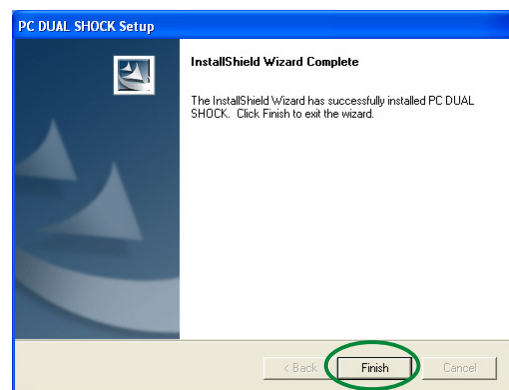 PC DUAL SHOCK Setup
InstallShield Wizard Complete
The InstallShield Wizard has successfully installed PC DUAL
SHOCK. Click Finish to exit the wizard.
< Back Finish Cancel